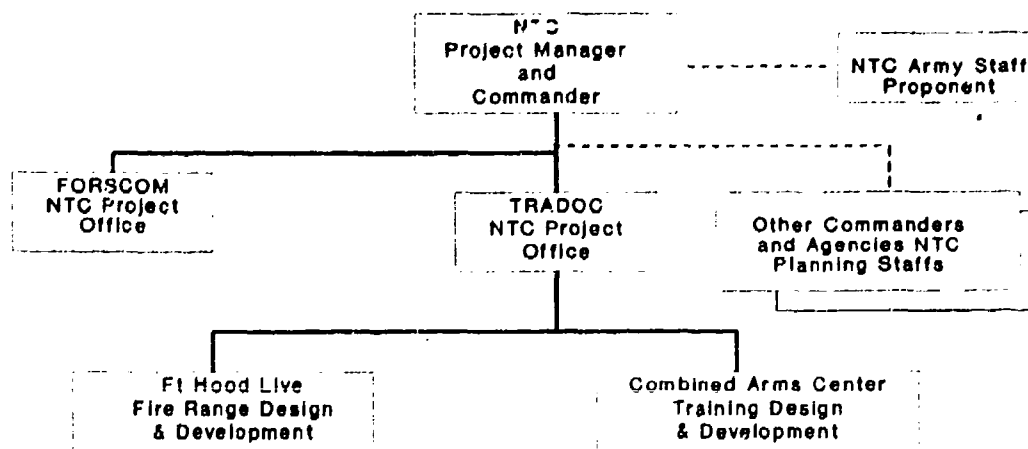 NTC
Project Manager
and
Commander
NTC Army Staff
Proponent
FORSCOM
NTC Project
Office
TRADOC
NTC Project
Office
Other Commanders
and Agencies NTC
Planning Staffs
Ft Hood Live
Fire Range Design
& Development
Combined Arms Center
Training Design
& Development